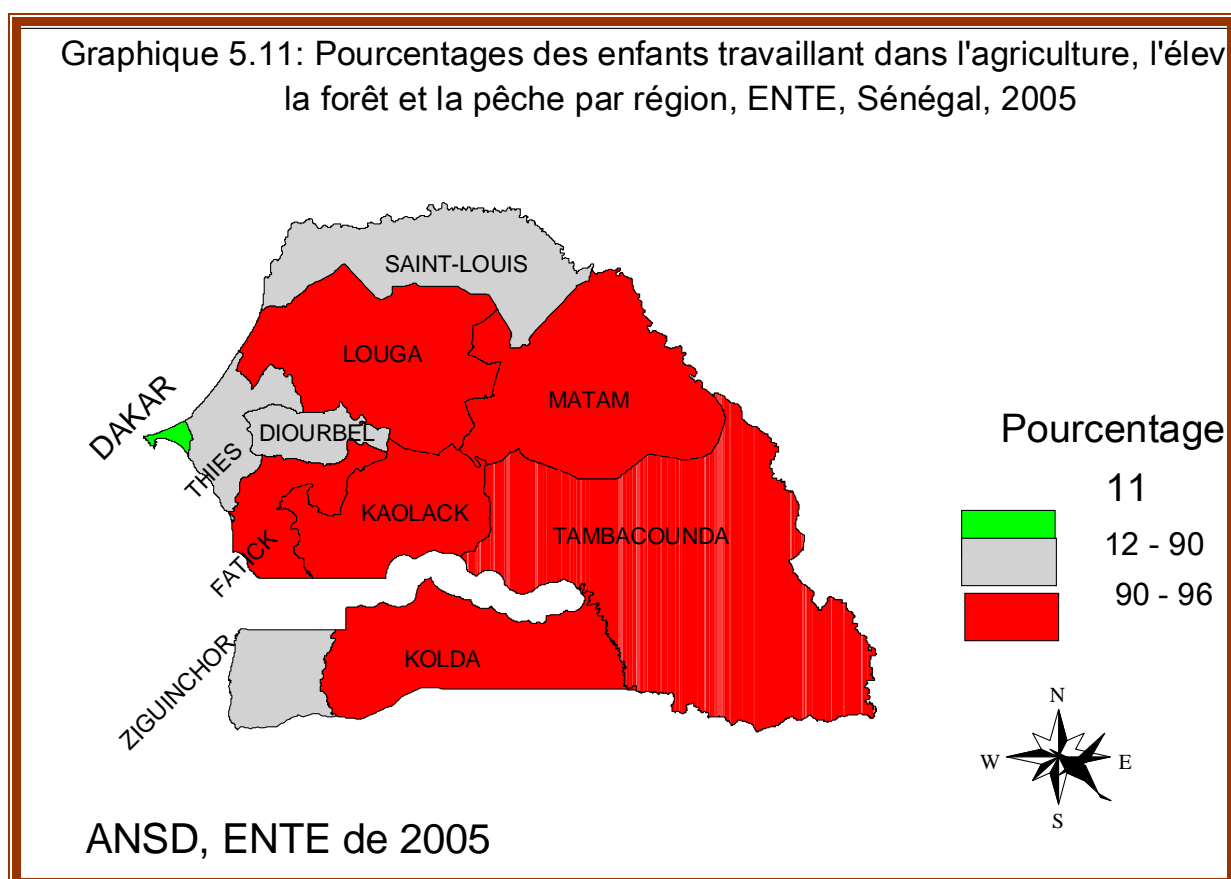 Graphique 5.11: Pourcentages des enfants travaillant dans l'agriculture, l'élev
la forêt et la pêche par région, ENTE, Sénégal, 2005
SAINT-LOUIS
LOUGA
MATAM
DAKAR
DIOURBEL
THIES
KAOLACK
TAMBACOUNDA
FATICK
KOLDA
ZIGUINCHOR
Pourcentage
11
12 - 90
90 - 96
N
W E
S
ANSD, ENTE de 2005